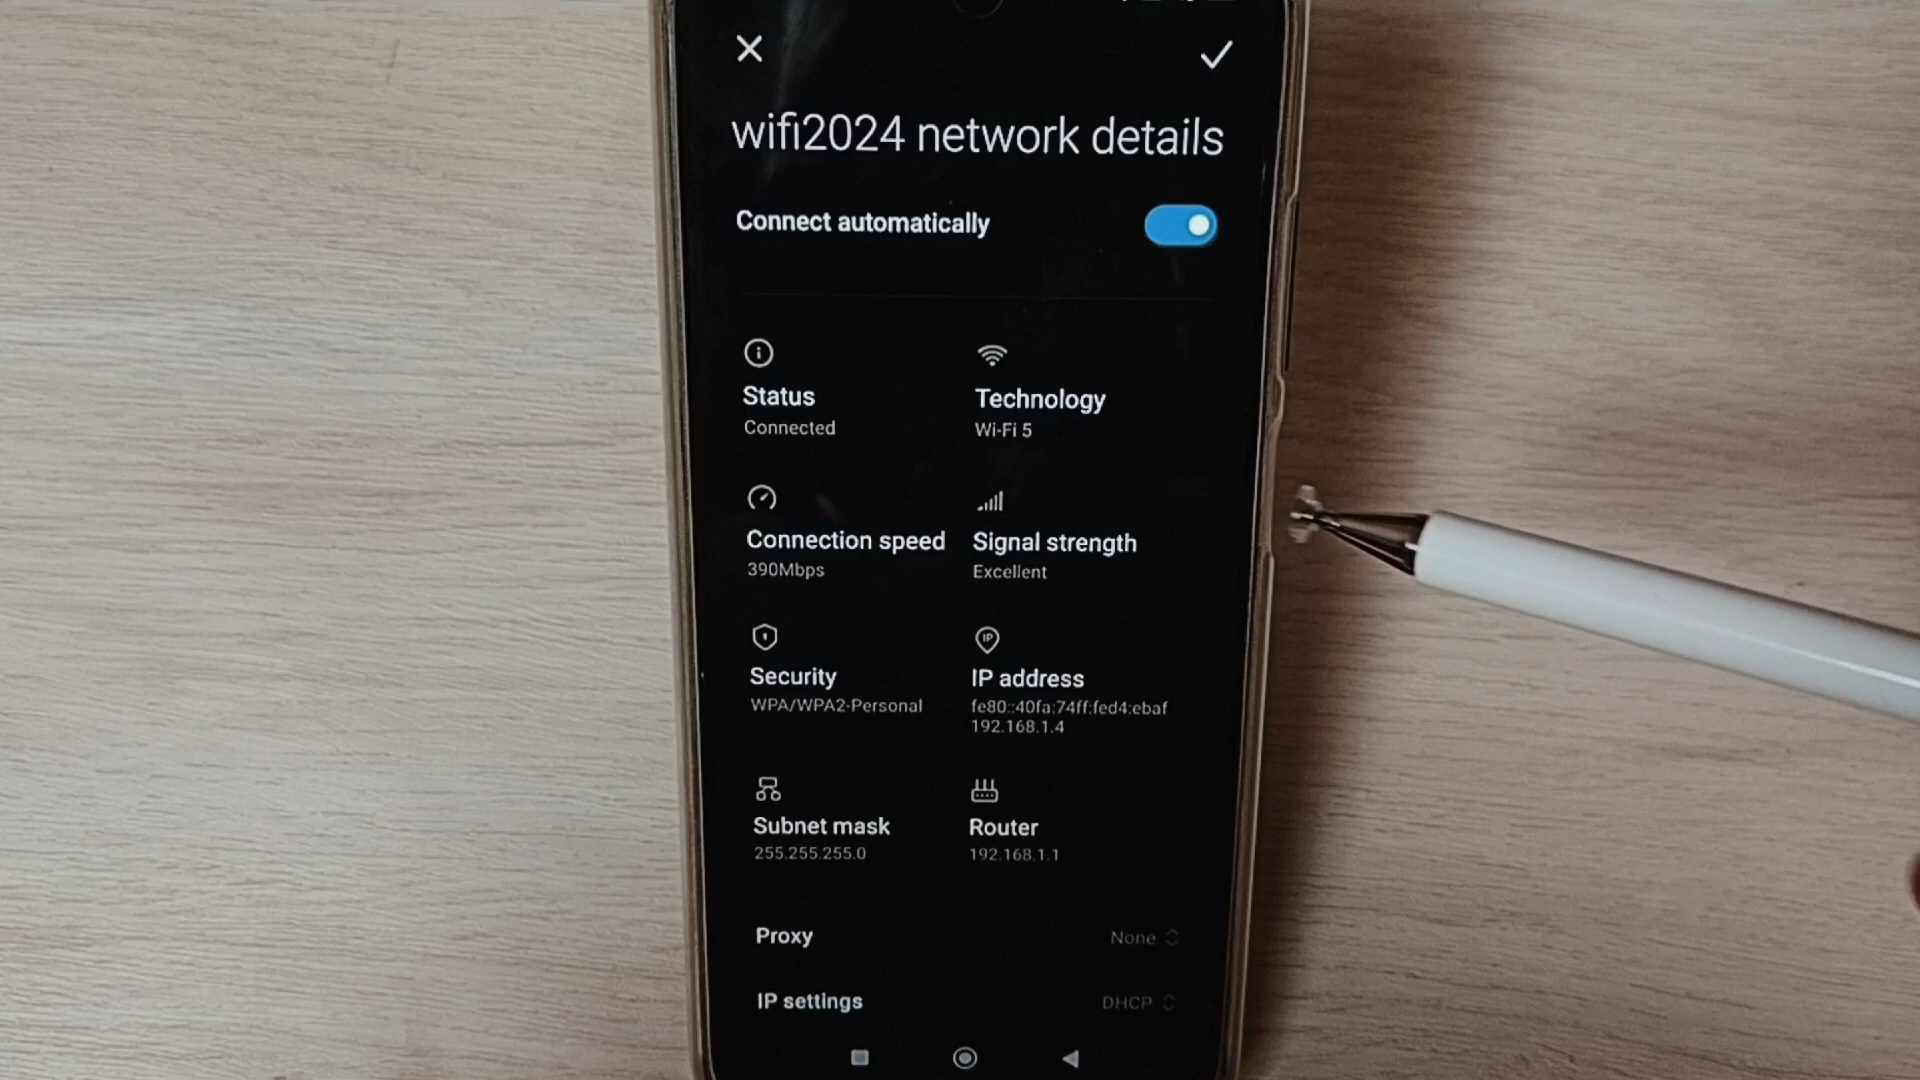 wifi2024 network details
Connect automatically
Status
Connected
Technology
Wi-Fi 5
Connection speed
390Mbps
Signal strength
Excellent
Security
WPA/WPA2-Personal
IP address
fe80::40fa:74ff:fed4:ebaf
192.168.1.4
Subnet mask
255.255.255.0
Router
192.168.1.1
Proxy
None
IP settings
DHCP